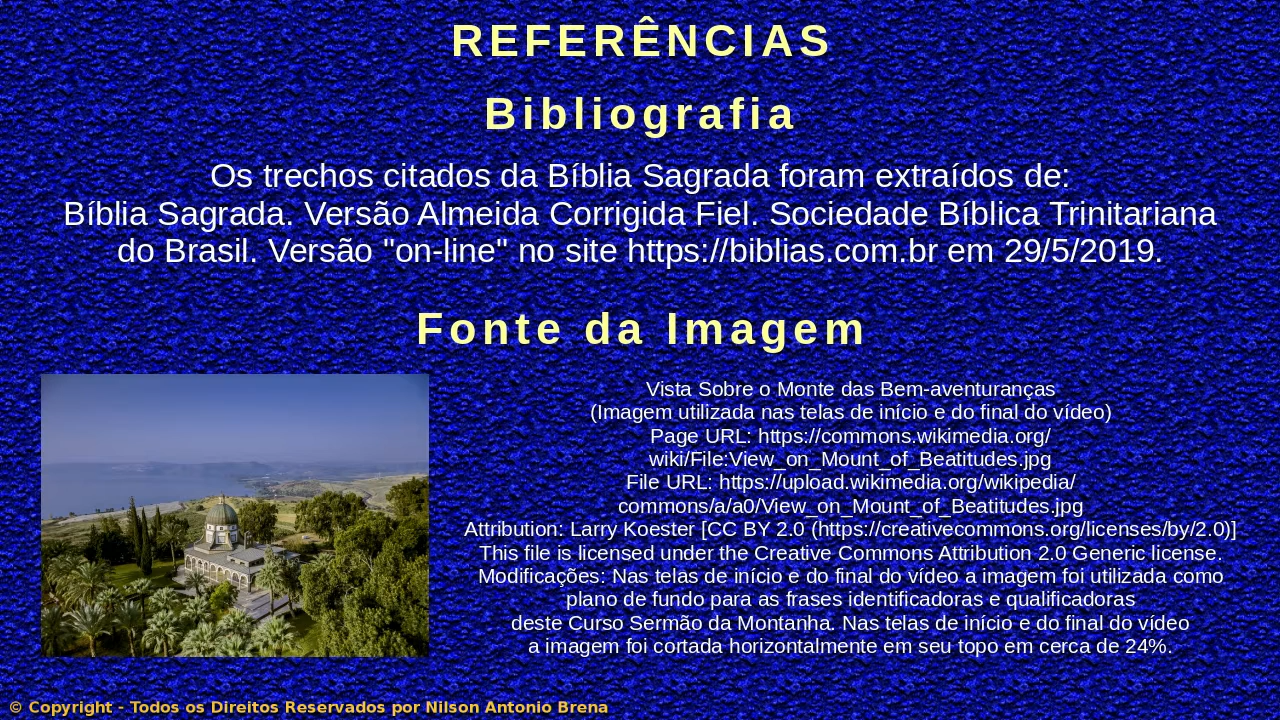 REFERÊNCIAS
Bibliografia
Os trechos citados da Bíblia Sagrada foram extraídos de:
Bíblia Sagrada. Versão Almeida Corrigida Fiel. Sociedade Bíblica Trinitariana
do Brasil. Versão "on-line" no site https://biblias.com.br em 29/5/2019.
Fonte da Imagem
Vista Sobre o Monte das Bem-aventuranças
(Imagem utilizada nas telas de início e do final do vídeo)
Page URL: https://commons.wikimedia.org/
wiki/File:View_on_Mount_of_Beatitudes.jpg
File URL: https://upload.wikimedia.org/wikipedia/
commons/a/a0/View_on_Mount_of_Beatitudes.jpg
Attribution: Larry Koester [CC BY 2.0 (https://creativecommons.org/licenses/by/2.0)]
This file is licensed under the Creative Commons Attribution 2.0 Generic license.
Modificações: Nas telas de início e do final do vídeo a imagem foi utilizada como
plano de fundo para as frases identificadoras e qualificadoras
deste Curso Sermão da Montanha. Nas telas de início e do final do vídeo
a imagem foi cortada horizontalmente em seu topo em cerca de 24%.
© Copyright - Todos os Direitos Reservados por Nilson Antonio Brena